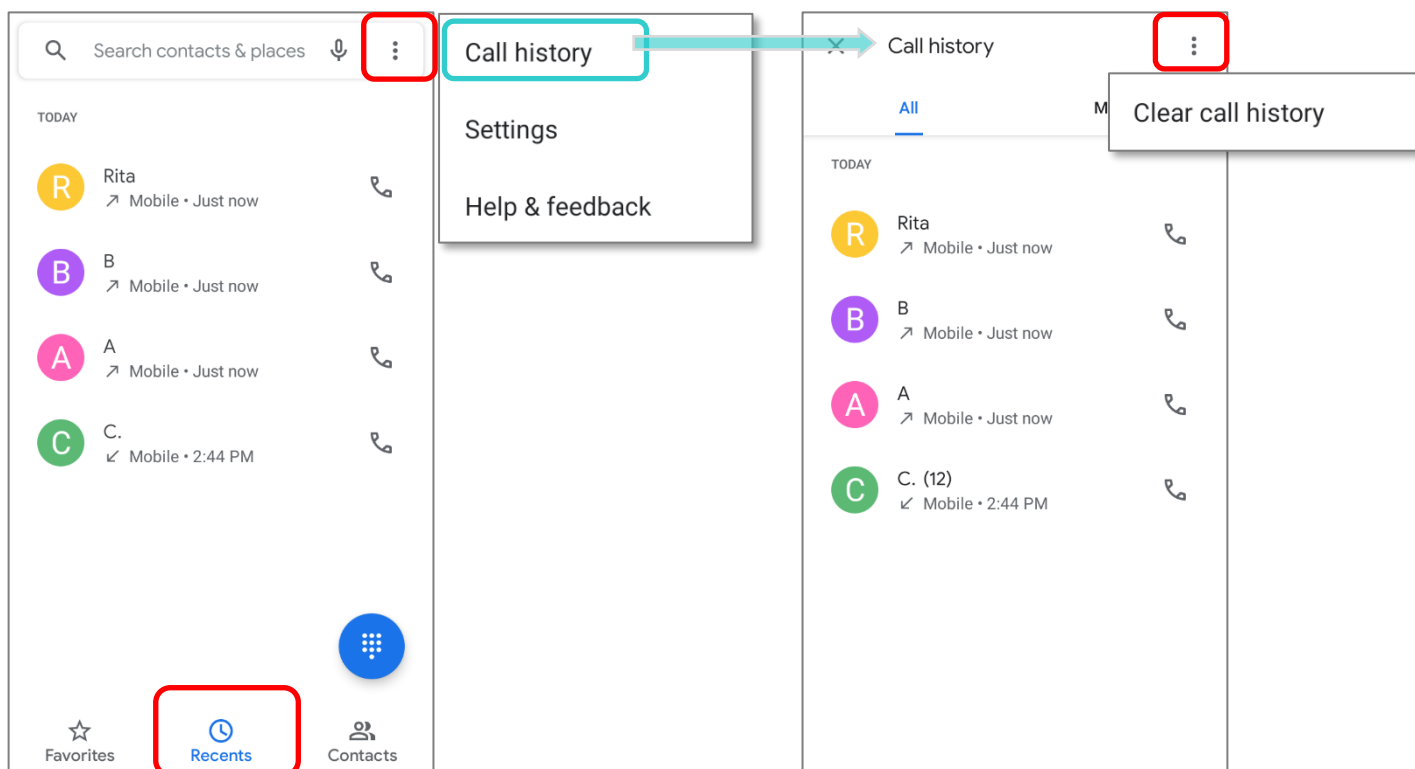 Search contacts & places
TODAY
R
Rita
Mobile • Just now
B
B
Mobile • Just now
A
A
Mobile • Just now
C
C.
Mobile • 2:44 PM
Favorites
Recents
Contacts
Call history
Settings
Help & feedback
Call history
All
M
Clear call history
TODAY
R
Rita
Mobile • Just now
B
B
Mobile • Just now
A
A
Mobile • Just now
C
C. (12)
Mobile • 2:44 PM